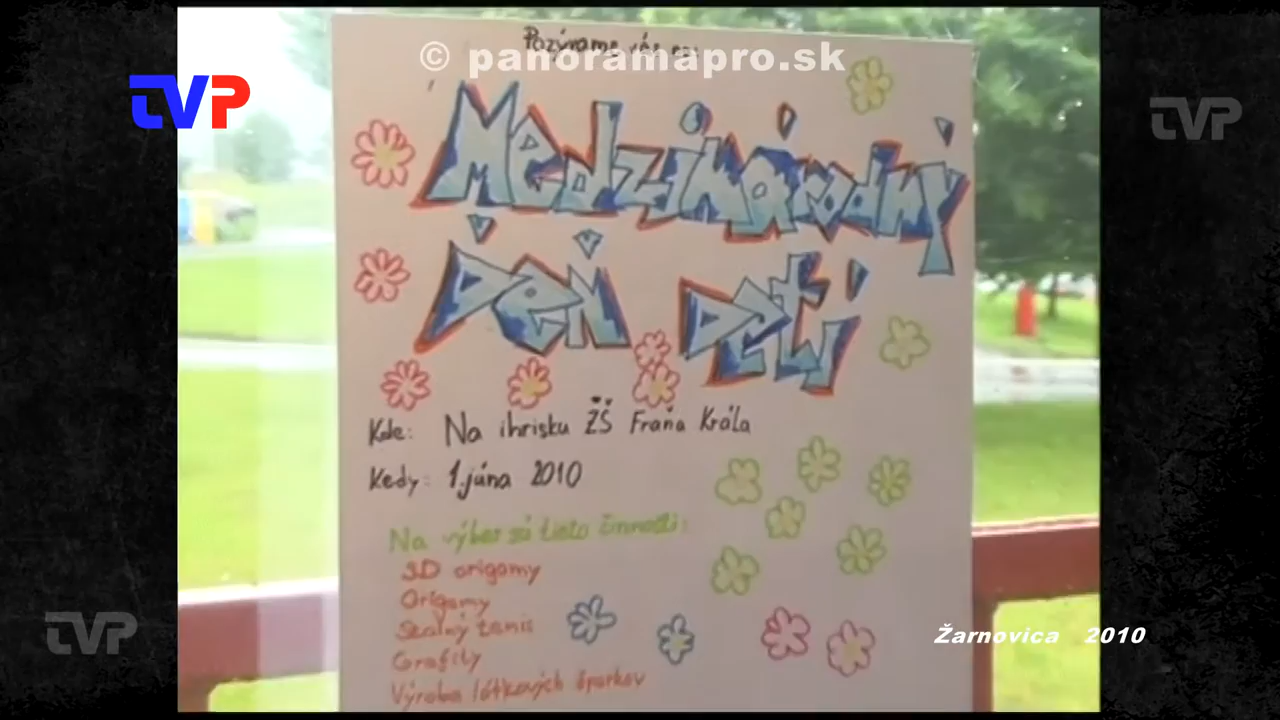 Pozývame vás na
© panoramapro.sk
TVP
TVP
Medzinárodný
Deň Detí
Kde: Na ihrisku ZŠ Fraňa Kráľa
Kedy: 1. júna 2010
Na výber sú tieto činnosti:
3D origamy
Origamy
Stolný tenis
Grafity
Výroba látkových šperkov
TVP
Žarnovica 2010